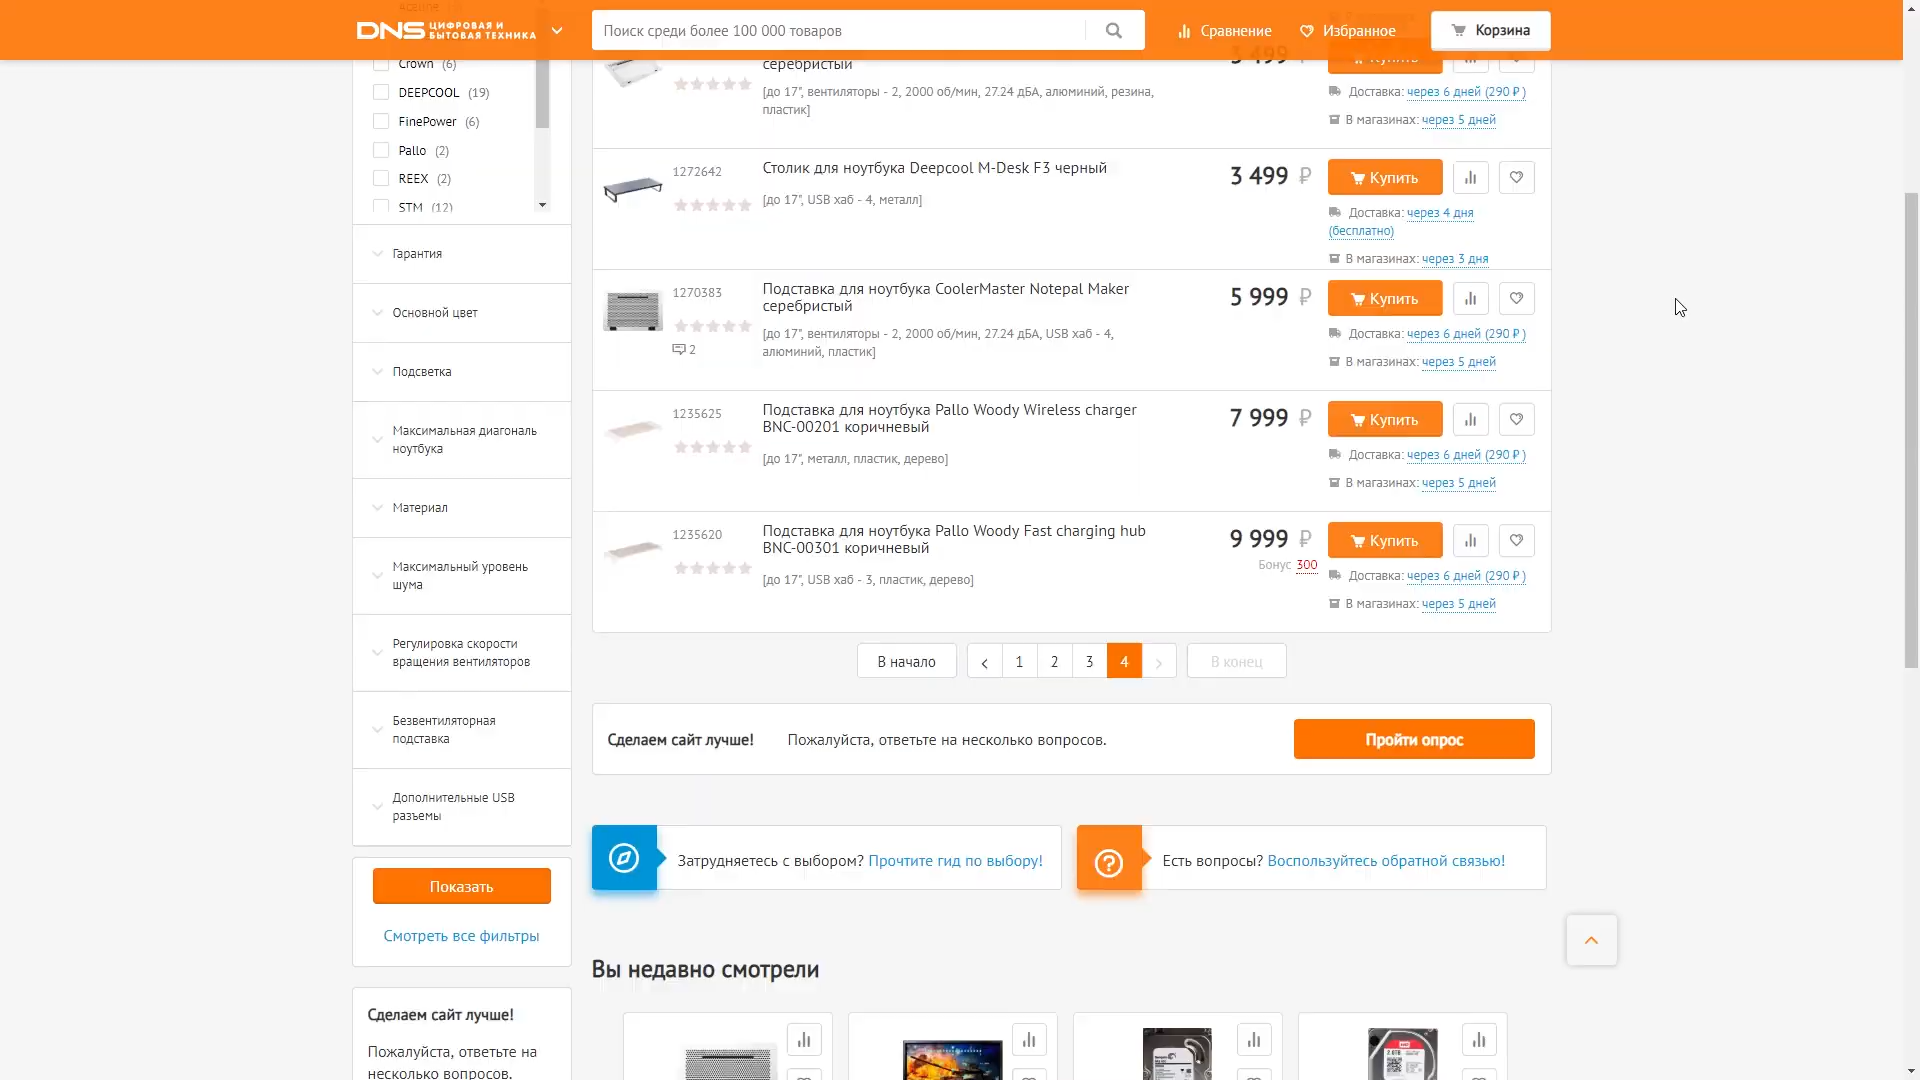 DNS ЦИФРОВАЯ И
БЫТОВАЯ ТЕХНИКА
Поиск среди более 100 000 товаров
Сравнение
Избранное
Корзина
Crown (6)
DEEPCOOL (19)
FinePower (6)
Pallo (2)
REEX (2)
STM (12)
Гарантия
Основной цвет
Подсветка
Максимальная диагональ
ноутбука
Материал
Максимальный уровень
шума
Регулировка скорости
вращения вентиляторов
Безвентиляторная
подставка
Дополнительные USB
разъемы
Показать
Смотреть все фильтры
Сделаем сайт лучше!
Пожалуйста, ответьте на
несколько вопросов.
серебристый
[до 17", вентиляторы - 2, 2000 об/мин, 27.24 дБА, алюминий, резина,
пластик]
3 499 ₽
Купить
Доставка: через 6 дней (290 ₽)
В магазинах: через 5 дней
1272642
Столик для ноутбука Deepcool M-Desk F3 черный
[до 17", USB хаб - 4, металл]
3 499 ₽
Купить
Доставка: через 4 дня
(бесплатно)
В магазинах: через 3 дня
1270383
2
Подставка для ноутбука CoolerMaster Notepal Maker
серебристый
[до 17", вентиляторы - 2, 2000 об/мин, 27.24 дБА, USB хаб - 4,
алюминий, пластик]
5 999 ₽
Купить
Доставка: через 6 дней (290 ₽)
В магазинах: через 5 дней
1235625
Подставка для ноутбука Pallo Woody Wireless charger
BNC-00201 коричневый
[до 17", металл, пластик, дерево]
7 999 ₽
Купить
Доставка: через 6 дней (290 ₽)
В магазинах: через 5 дней
1235620
Подставка для ноутбука Pallo Woody Fast charging hub
BNC-00301 коричневый
[до 17", USB хаб - 3, пластик, дерево]
9 999 ₽
Бонус 300
Купить
Доставка: через 6 дней (290 ₽)
В магазинах: через 5 дней
В начало ‹ 1 2 3 4 › В конец
Сделаем сайт лучше! Пожалуйста, ответьте на несколько вопросов. Пройти опрос
Затрудняетесь с выбором? Прочтите гид по выбору!
Есть вопросы? Воспользуйтесь обратной связью!
Вы недавно смотрели